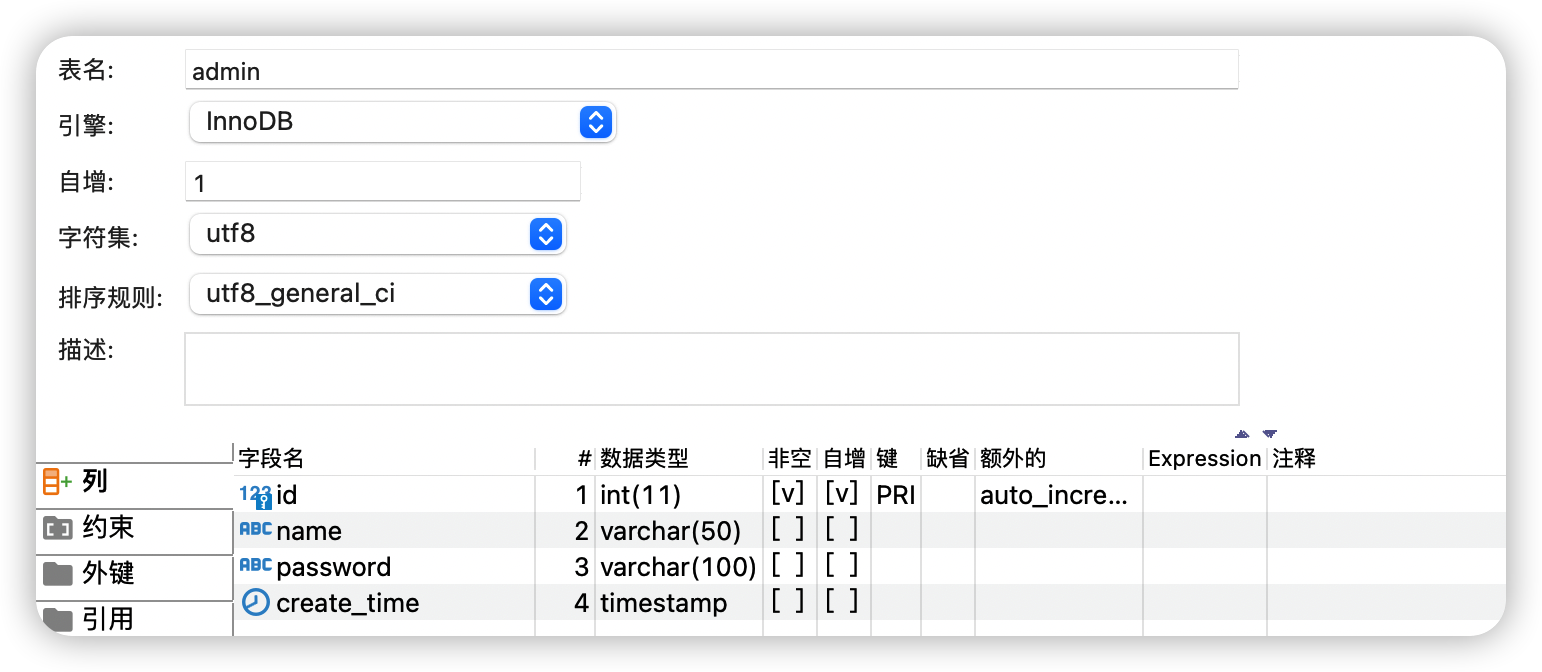 表名: admin
引擎: InnoDB
自增: 1
字符集: utf8
排序规则: utf8_general_ci
描述:
列
约束
外键
引用
字段名 # 数据类型 非空 自增 键 缺省 额外的 Expression 注释
123 id 1 int(11) [v] [v] PRI auto_incre...
ABC name 2 varchar(50) [ ] [ ]
ABC password 3 varchar(100) [ ] [ ]
create_time 4 timestamp [ ] [ ]